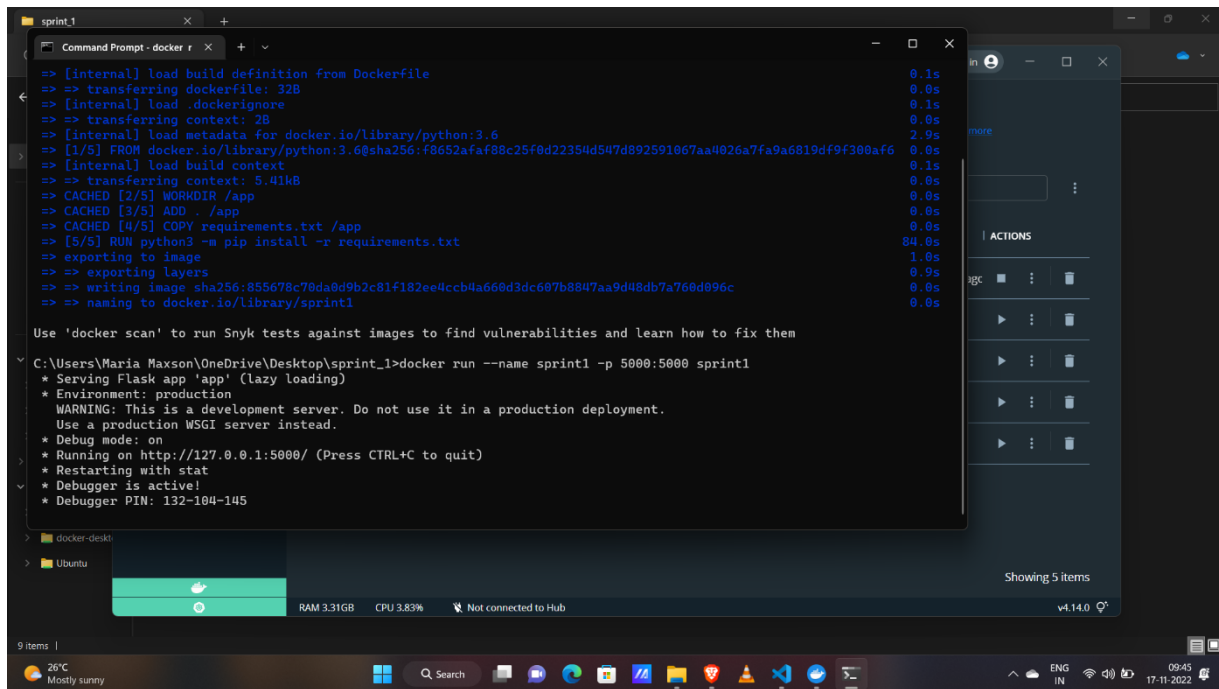 sprint_1
Command Prompt - docker r
=> [internal] load build definition from Dockerfile 0.1s
=> => transferring dockerfile: 32B 0.0s
=> [internal] load .dockerignore 0.1s
=> => transferring context: 2B 0.0s
=> [internal] load metadata for docker.io/library/python:3.6 2.9s
=> [1/5] FROM docker.io/library/python:3.6@sha256:f8652afaf88c25f0d22354d547d892591067aa4026a7fa9a6819df9f300af6 0.0s
=> [internal] load build context 0.1s
=> => transferring context: 5.41kB 0.0s
=> CACHED [2/5] WORKDIR /app 0.0s
=> CACHED [3/5] ADD . /app 0.0s
=> CACHED [4/5] COPY requirements.txt /app 0.0s
=> [5/5] RUN python3 -m pip install -r requirements.txt 84.0s
=> exporting to image 1.0s
=> => exporting layers 0.9s
=> => writing image sha256:855678c70da0d9b2c81f182ee4ccb4a660d3dc607b8847aa9d48db7a760d096c 0.0s
=> => naming to docker.io/library/sprint1 0.0s
Use 'docker scan' to run Snyk tests against images to find vulnerabilities and learn how to fix them
C:\Users\Maria Maxson\OneDrive\Desktop\sprint_1>docker run --name sprint1 -p 5000:5000 sprint1
* Serving Flask app 'app' (lazy loading)
* Environment: production
WARNING: This is a development server. Do not use it in a production deployment.
Use a production WSGI server instead.
* Debug mode: on
* Running on http://127.0.0.1:5000/ (Press CTRL+C to quit)
* Restarting with stat
* Debugger is active!
* Debugger PIN: 132-104-145
in
more
ACTIONS
agc
docker-deskt
Ubuntu
Showing 5 items
RAM 3.31GB CPU 3.83% Not connected to Hub v4.14.0
9 items
26°C
Mostly sunny
Search
ENG
IN
09:45
17-11-2022